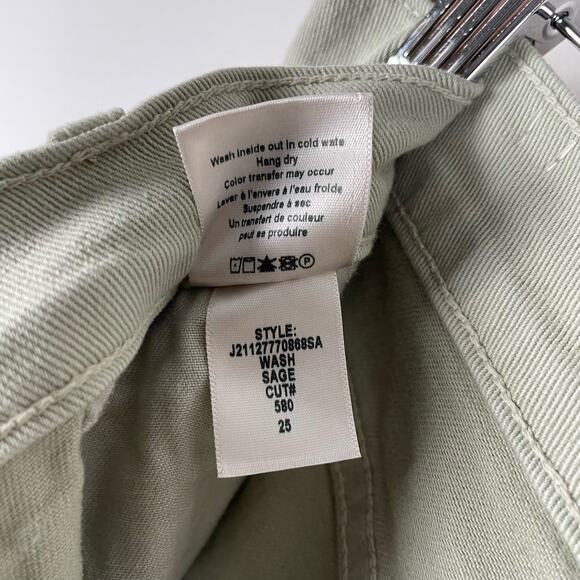 Wash inside out in cold wate
Hang dry
Color transfer may occur
Laver à l'envers à l'eau froide
Suspendre à sec
Un transfert de couleur
peut se produire
P
STYLE:
J21127770868SA
WASH
SAGE
CUT#
580
25